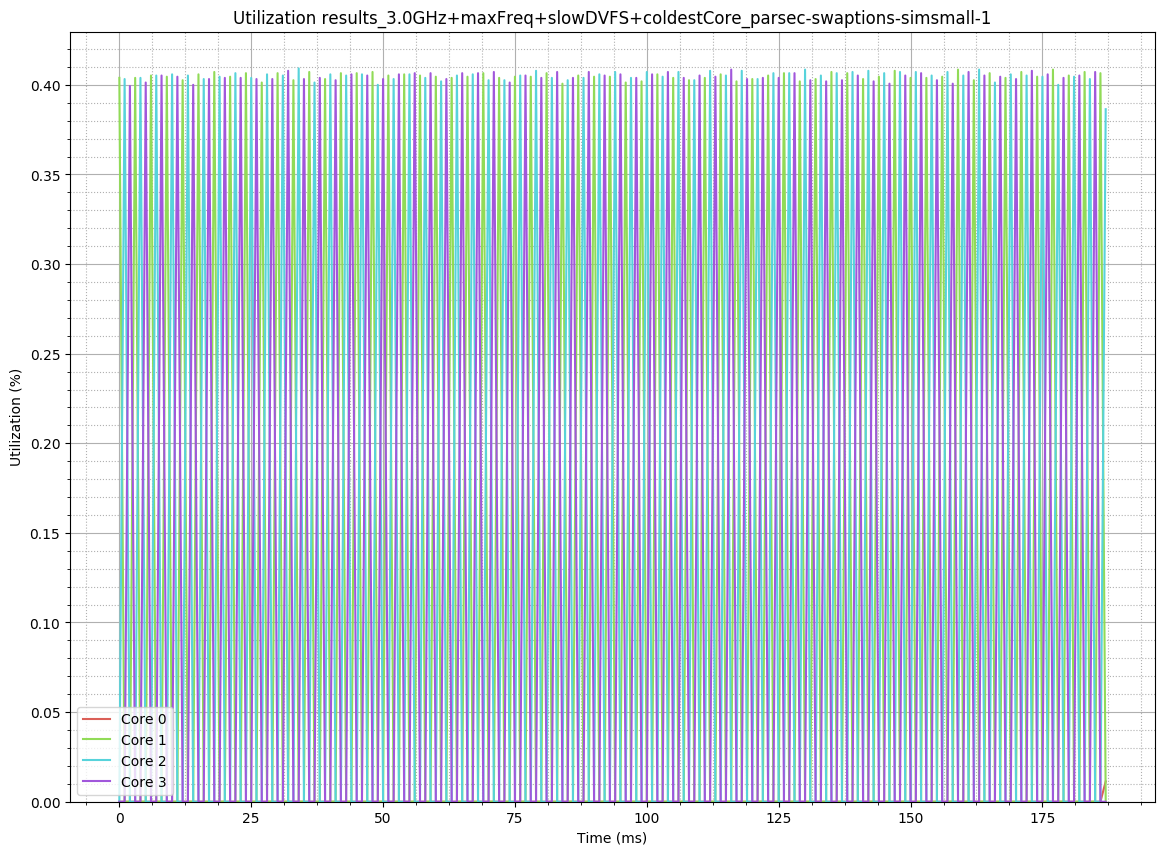 Utilization results_3.0GHz+maxFreq+slowDVFS+coldestCore_parsec-swaptions-simsmall-1
Utilization (%)
0.40
0.35
0.30
0.25
0.20
0.15
0.10
0.05
0.00
Core 0
Core 1
Core 2
Core 3
0 25 50 75 100 125 150 175
Time (ms)